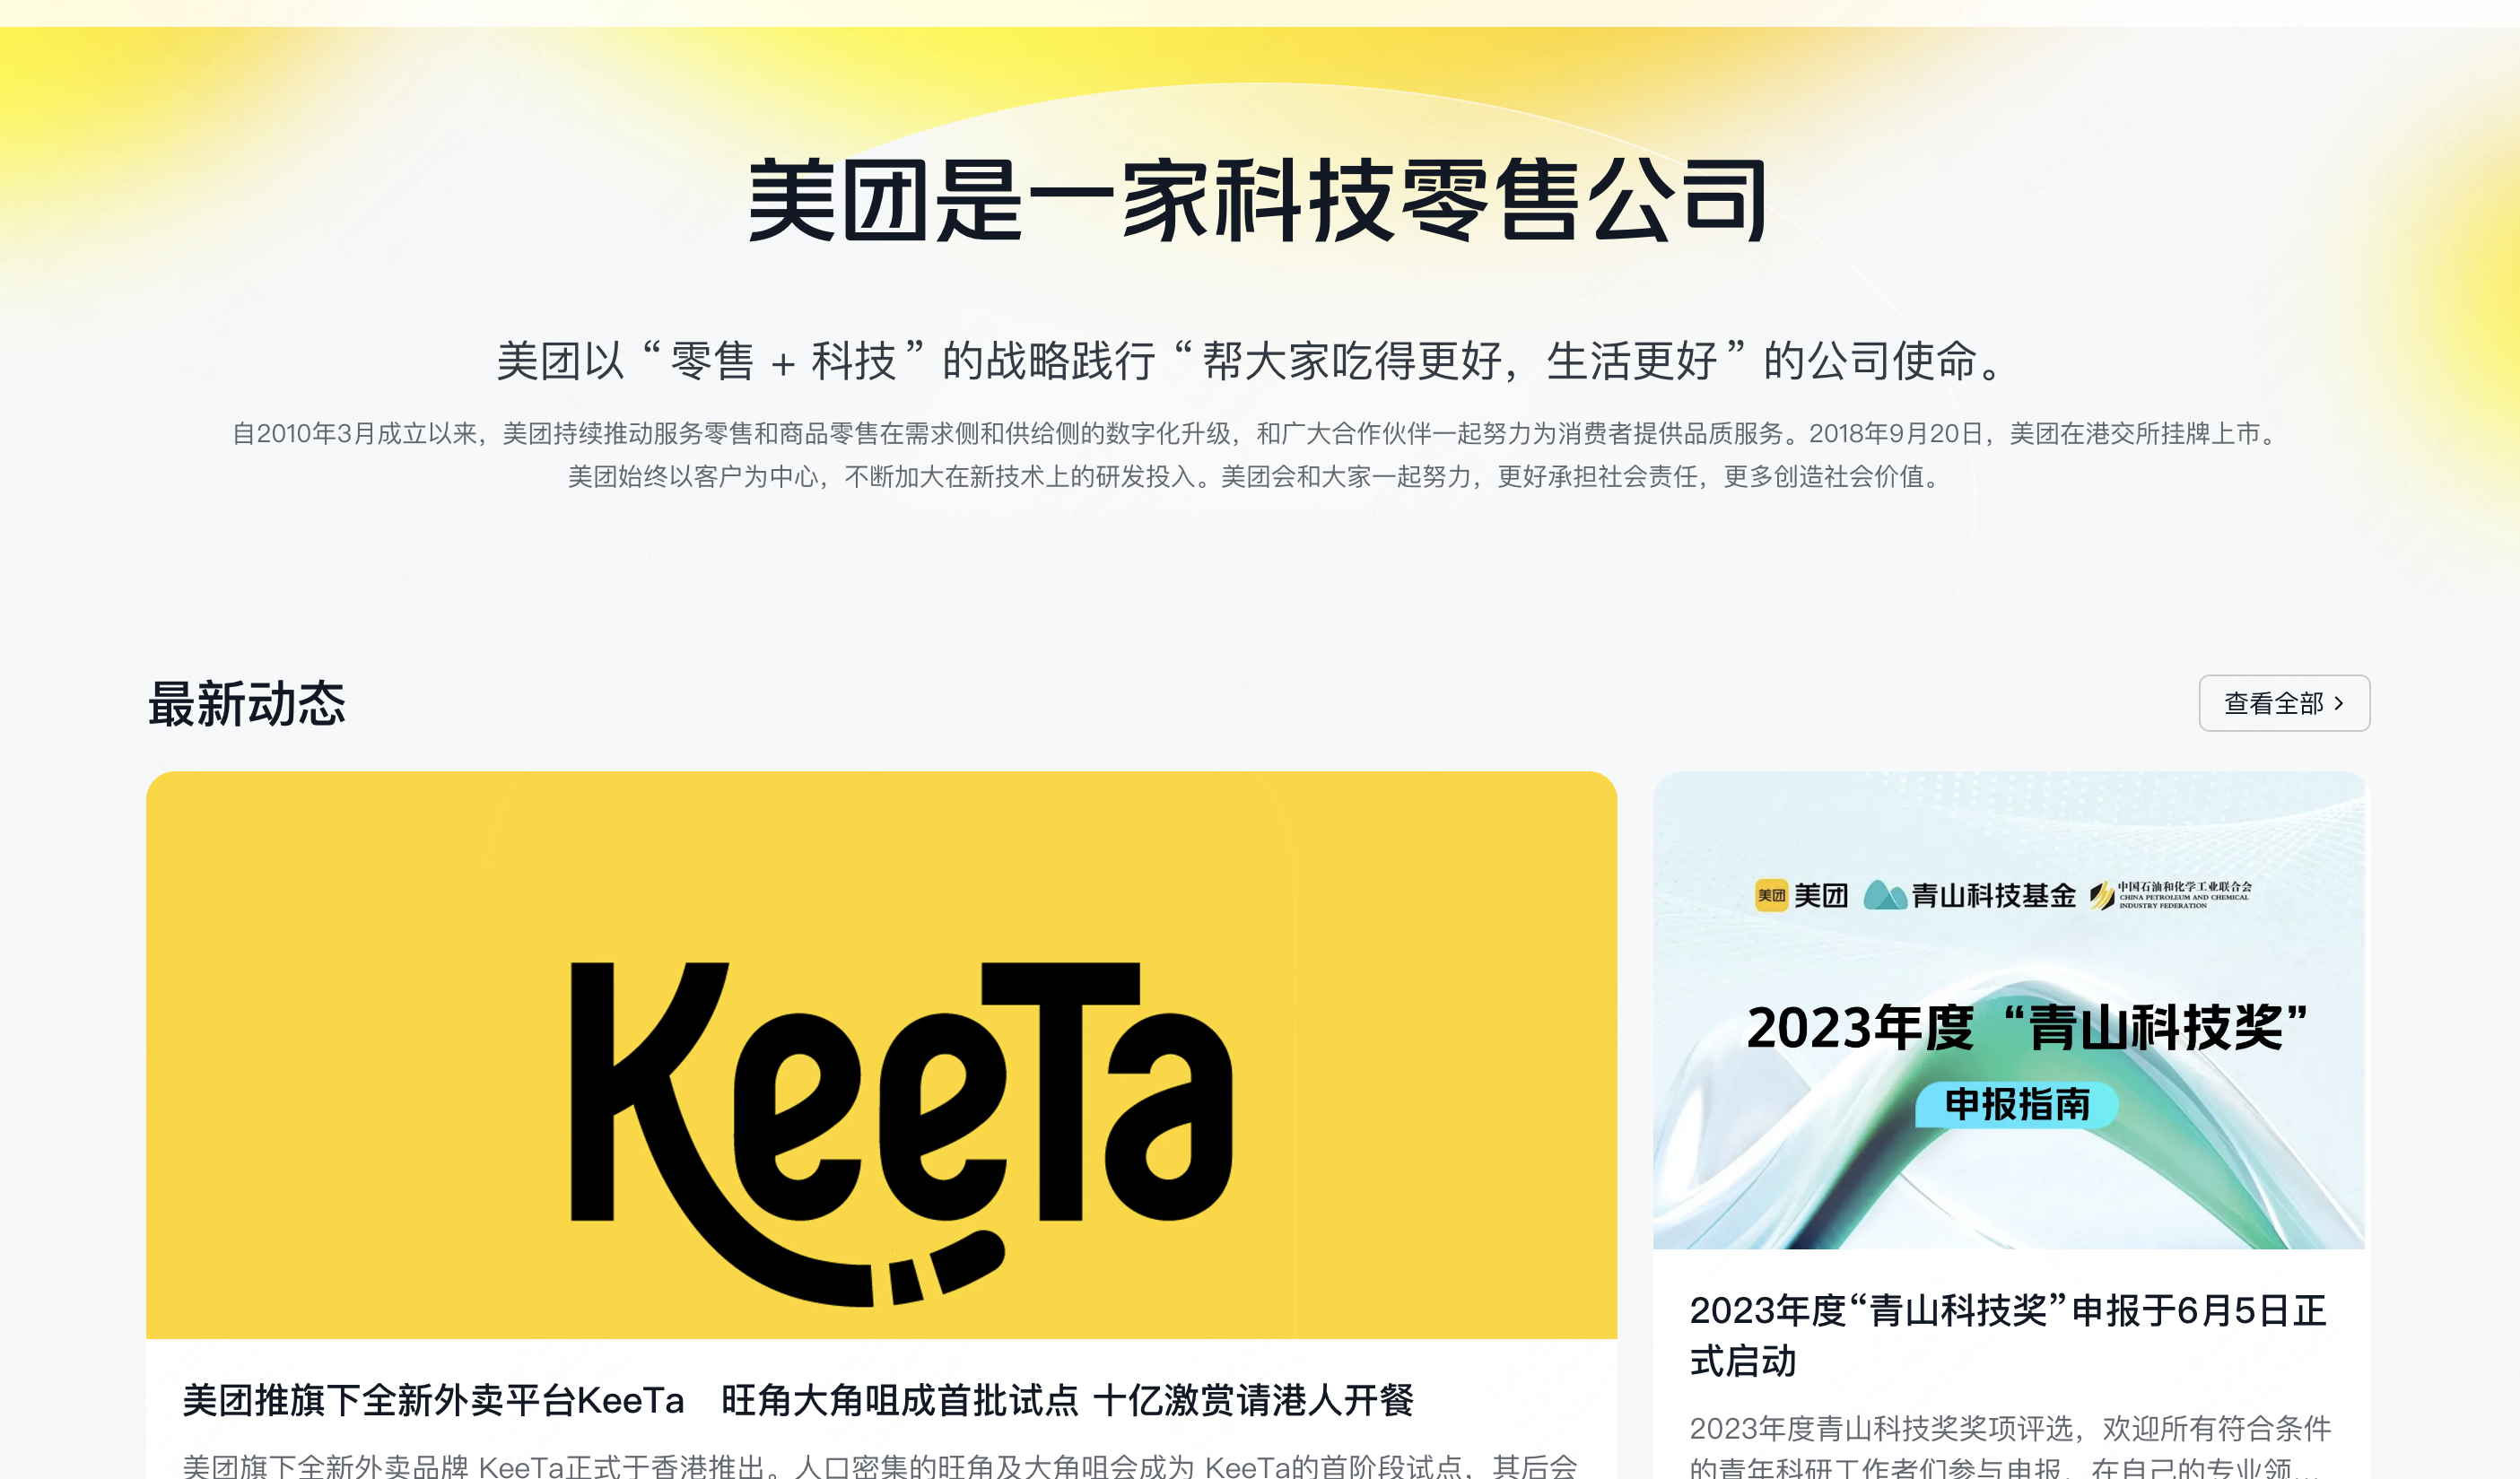 美团是一家科技零售公司
美团以“零售 + 科技”的战略践行“帮大家吃得更好，生活更好”的公司使命。
自2010年3月成立以来，美团持续推动服务零售和商品零售在需求侧和供给侧的数字化升级，和广大合作伙伴一起努力为消费者提供品质服务。2018年9月20日，美团在港交所挂牌上市。
美团始终以客户为中心，不断加大在新技术上的研发投入。美团会和大家一起努力，更好承担社会责任，更多创造社会价值。
最新动态
查看全部 >
KeeTa
美团推旗下全新外卖平台KeeTa　旺角大角咀成首批试点 十亿激赏请港人开餐
美团旗下全新外卖品牌 KeeTa正式于香港推出。人口密集的旺角及大角咀会成为 KeeTa的首阶段试点，其后会
美团 美团 青山科技基金 中国石油和化学工业联合会
CHINA PETROLEUM AND CHEMICAL
INDUSTRY FEDERATION
2023年度“青山科技奖”
申报指南
2023年度“青山科技奖”申报于6月5日正
式启动
2023年度青山科技奖奖项评选，欢迎所有符合条件
的青年科研工作者们参与申报，在自己的专业领...